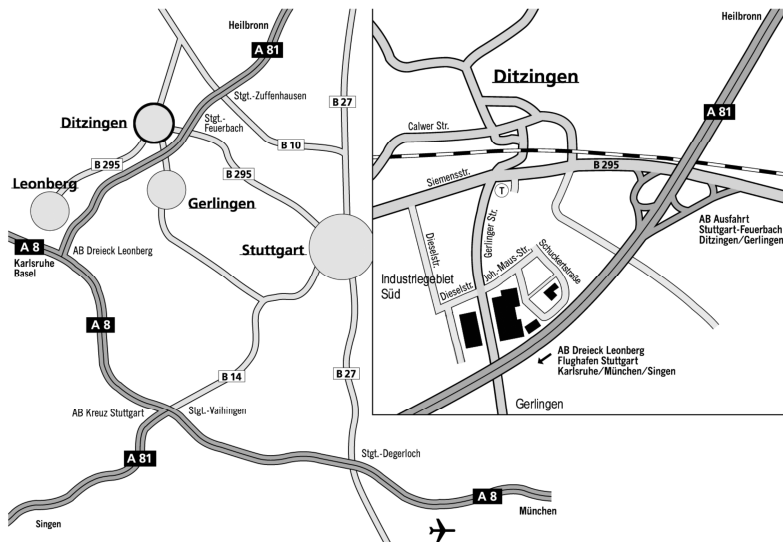 Heilbronn
A 81
Stgt.-Zuffenhausen
B 27
Ditzingen
Stgt.-
Feuerbach
B 10
B 295
B 295
Leonberg
Gerlingen
Stuttgart
A 8
Karlsruhe
Basel
AB Dreieck Leonberg
A 8
B 14
B 27
AB Kreuz Stuttgart
Stgt.-Vaihingen
A 81
Stgt.-Degerloch
A 8
Singen
München
Heilbronn
Ditzingen
A 81
Calwer Str.
B 295
Siemensstr.
T
Gerlinger Str.
AB Ausfahrt
Stuttgart-Feuerbach
Ditzingen/Gerlingen
Dieselstr.
Industriegebiet
Süd
Dieselstr.
Joh.-Maus-Str.
Schuckertstraße
AB Dreieck Leonberg
Flughafen Stuttgart
Karlsruhe/München/Singen
Gerlingen